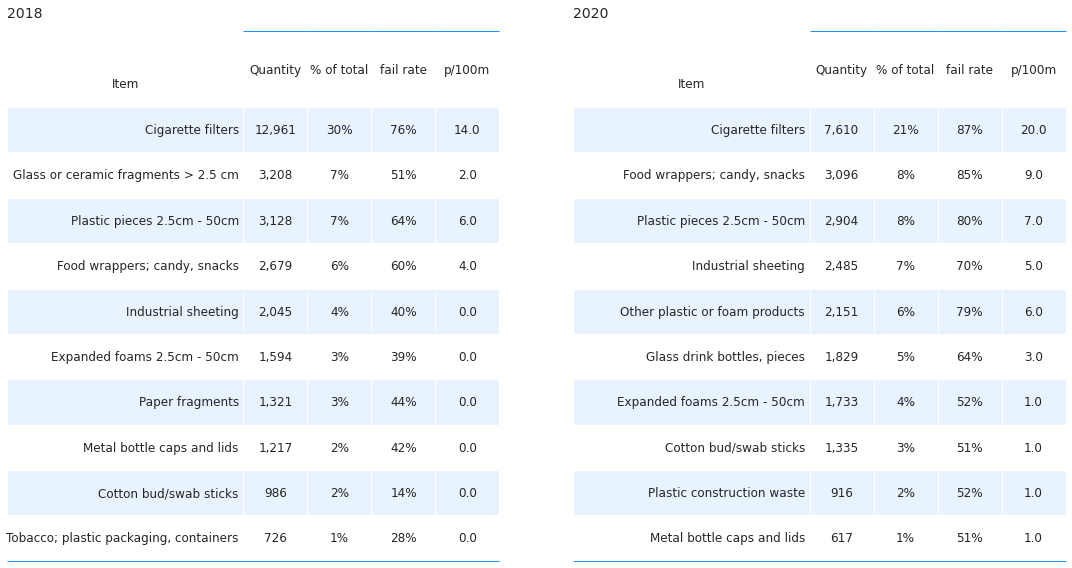 2018
Item Quantity % of total fail rate p/100m
Cigarette filters 12,961 30% 76% 14.0
Glass or ceramic fragments > 2.5 cm 3,208 7% 51% 2.0
Plastic pieces 2.5cm - 50cm 3,128 7% 64% 6.0
Food wrappers; candy, snacks 2,679 6% 60% 4.0
Industrial sheeting 2,045 4% 40% 0.0
Expanded foams 2.5cm - 50cm 1,594 3% 39% 0.0
Paper fragments 1,321 3% 44% 0.0
Metal bottle caps and lids 1,217 2% 42% 0.0
Cotton bud/swab sticks 986 2% 14% 0.0
Tobacco; plastic packaging, containers 726 1% 28% 0.0
2020
Item Quantity % of total fail rate p/100m
Cigarette filters 7,610 21% 87% 20.0
Food wrappers; candy, snacks 3,096 8% 85% 9.0
Plastic pieces 2.5cm - 50cm 2,904 8% 80% 7.0
Industrial sheeting 2,485 7% 70% 5.0
Other plastic or foam products 2,151 6% 79% 6.0
Glass drink bottles, pieces 1,829 5% 64% 3.0
Expanded foams 2.5cm - 50cm 1,733 4% 52% 1.0
Cotton bud/swab sticks 1,335 3% 51% 1.0
Plastic construction waste 916 2% 52% 1.0
Metal bottle caps and lids 617 1% 51% 1.0